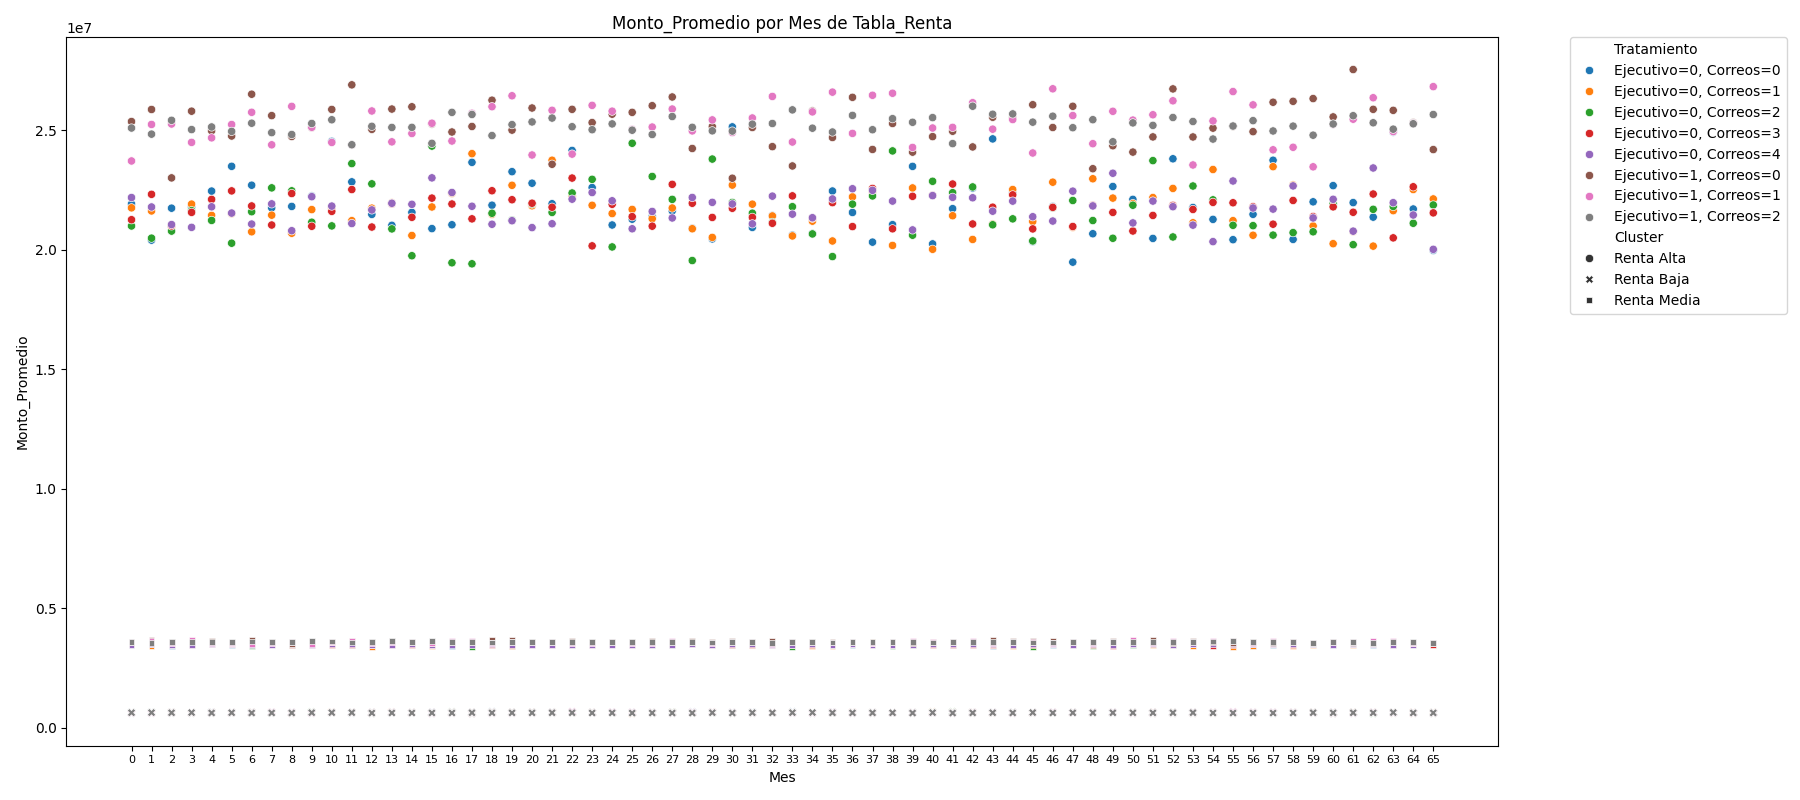 Monto_Promedio por Mes de Tabla_Renta
1e7
2.5
2.0
1.5
1.0
0.5
0.0
Monto_Promedio
0 1 2 3 4 5 6 7 8 9 10 11 12 13 14 15 16 17 18 19 20 21 22 23 24 25 26 27 28 29 30 31 32 33 34 35 36 37 38 39 40 41 42 43 44 45 46 47 48 49 50 51 52 53 54 55 56 57 58 59 60 61 62 63 64 65
Mes
Tratamiento
Ejecutivo=0, Correos=0
Ejecutivo=0, Correos=1
Ejecutivo=0, Correos=2
Ejecutivo=0, Correos=3
Ejecutivo=0, Correos=4
Ejecutivo=1, Correos=0
Ejecutivo=1, Correos=1
Ejecutivo=1, Correos=2
Cluster
Renta Alta
Renta Baja
Renta Media